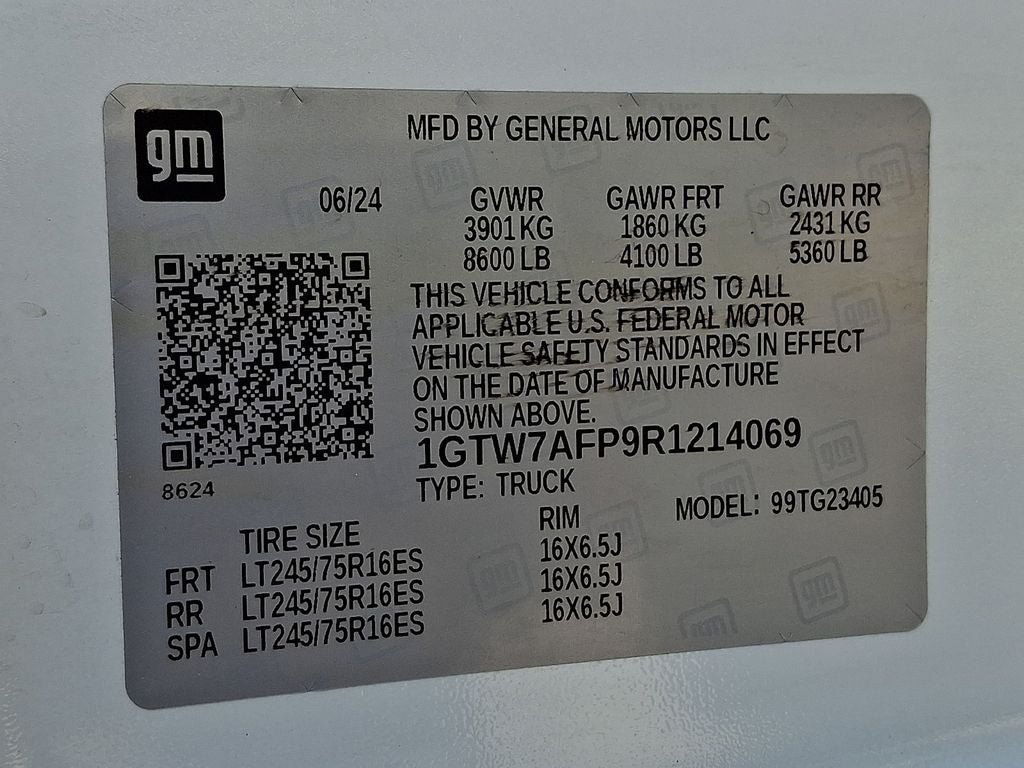 gm
MFD BY GENERAL MOTORS LLC
06/24 GVWR GAWR FRT GAWR RR
3901 KG 1860 KG 2431 KG
8600 LB 4100 LB 5360 LB
THIS VEHICLE CONFORMS TO ALL
APPLICABLE U.S. FEDERAL MOTOR
VEHICLE SAFETY STANDARDS IN EFFECT
ON THE DATE OF MANUFACTURE
SHOWN ABOVE.
1GTW7AFP9R1214069
8624
TYPE: TRUCK
MODEL: 99TG23405
TIRE SIZE RIM
FRT LT245/75R16ES 16X6.5J
RR LT245/75R16ES 16X6.5J
SPA LT245/75R16ES 16X6.5J